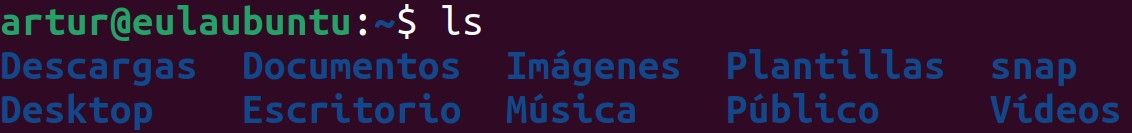 artur@eulaubuntu:~$ ls
Descargas Documentos Imágenes Plantillas snap
Desktop Escritorio Música Público Vídeos